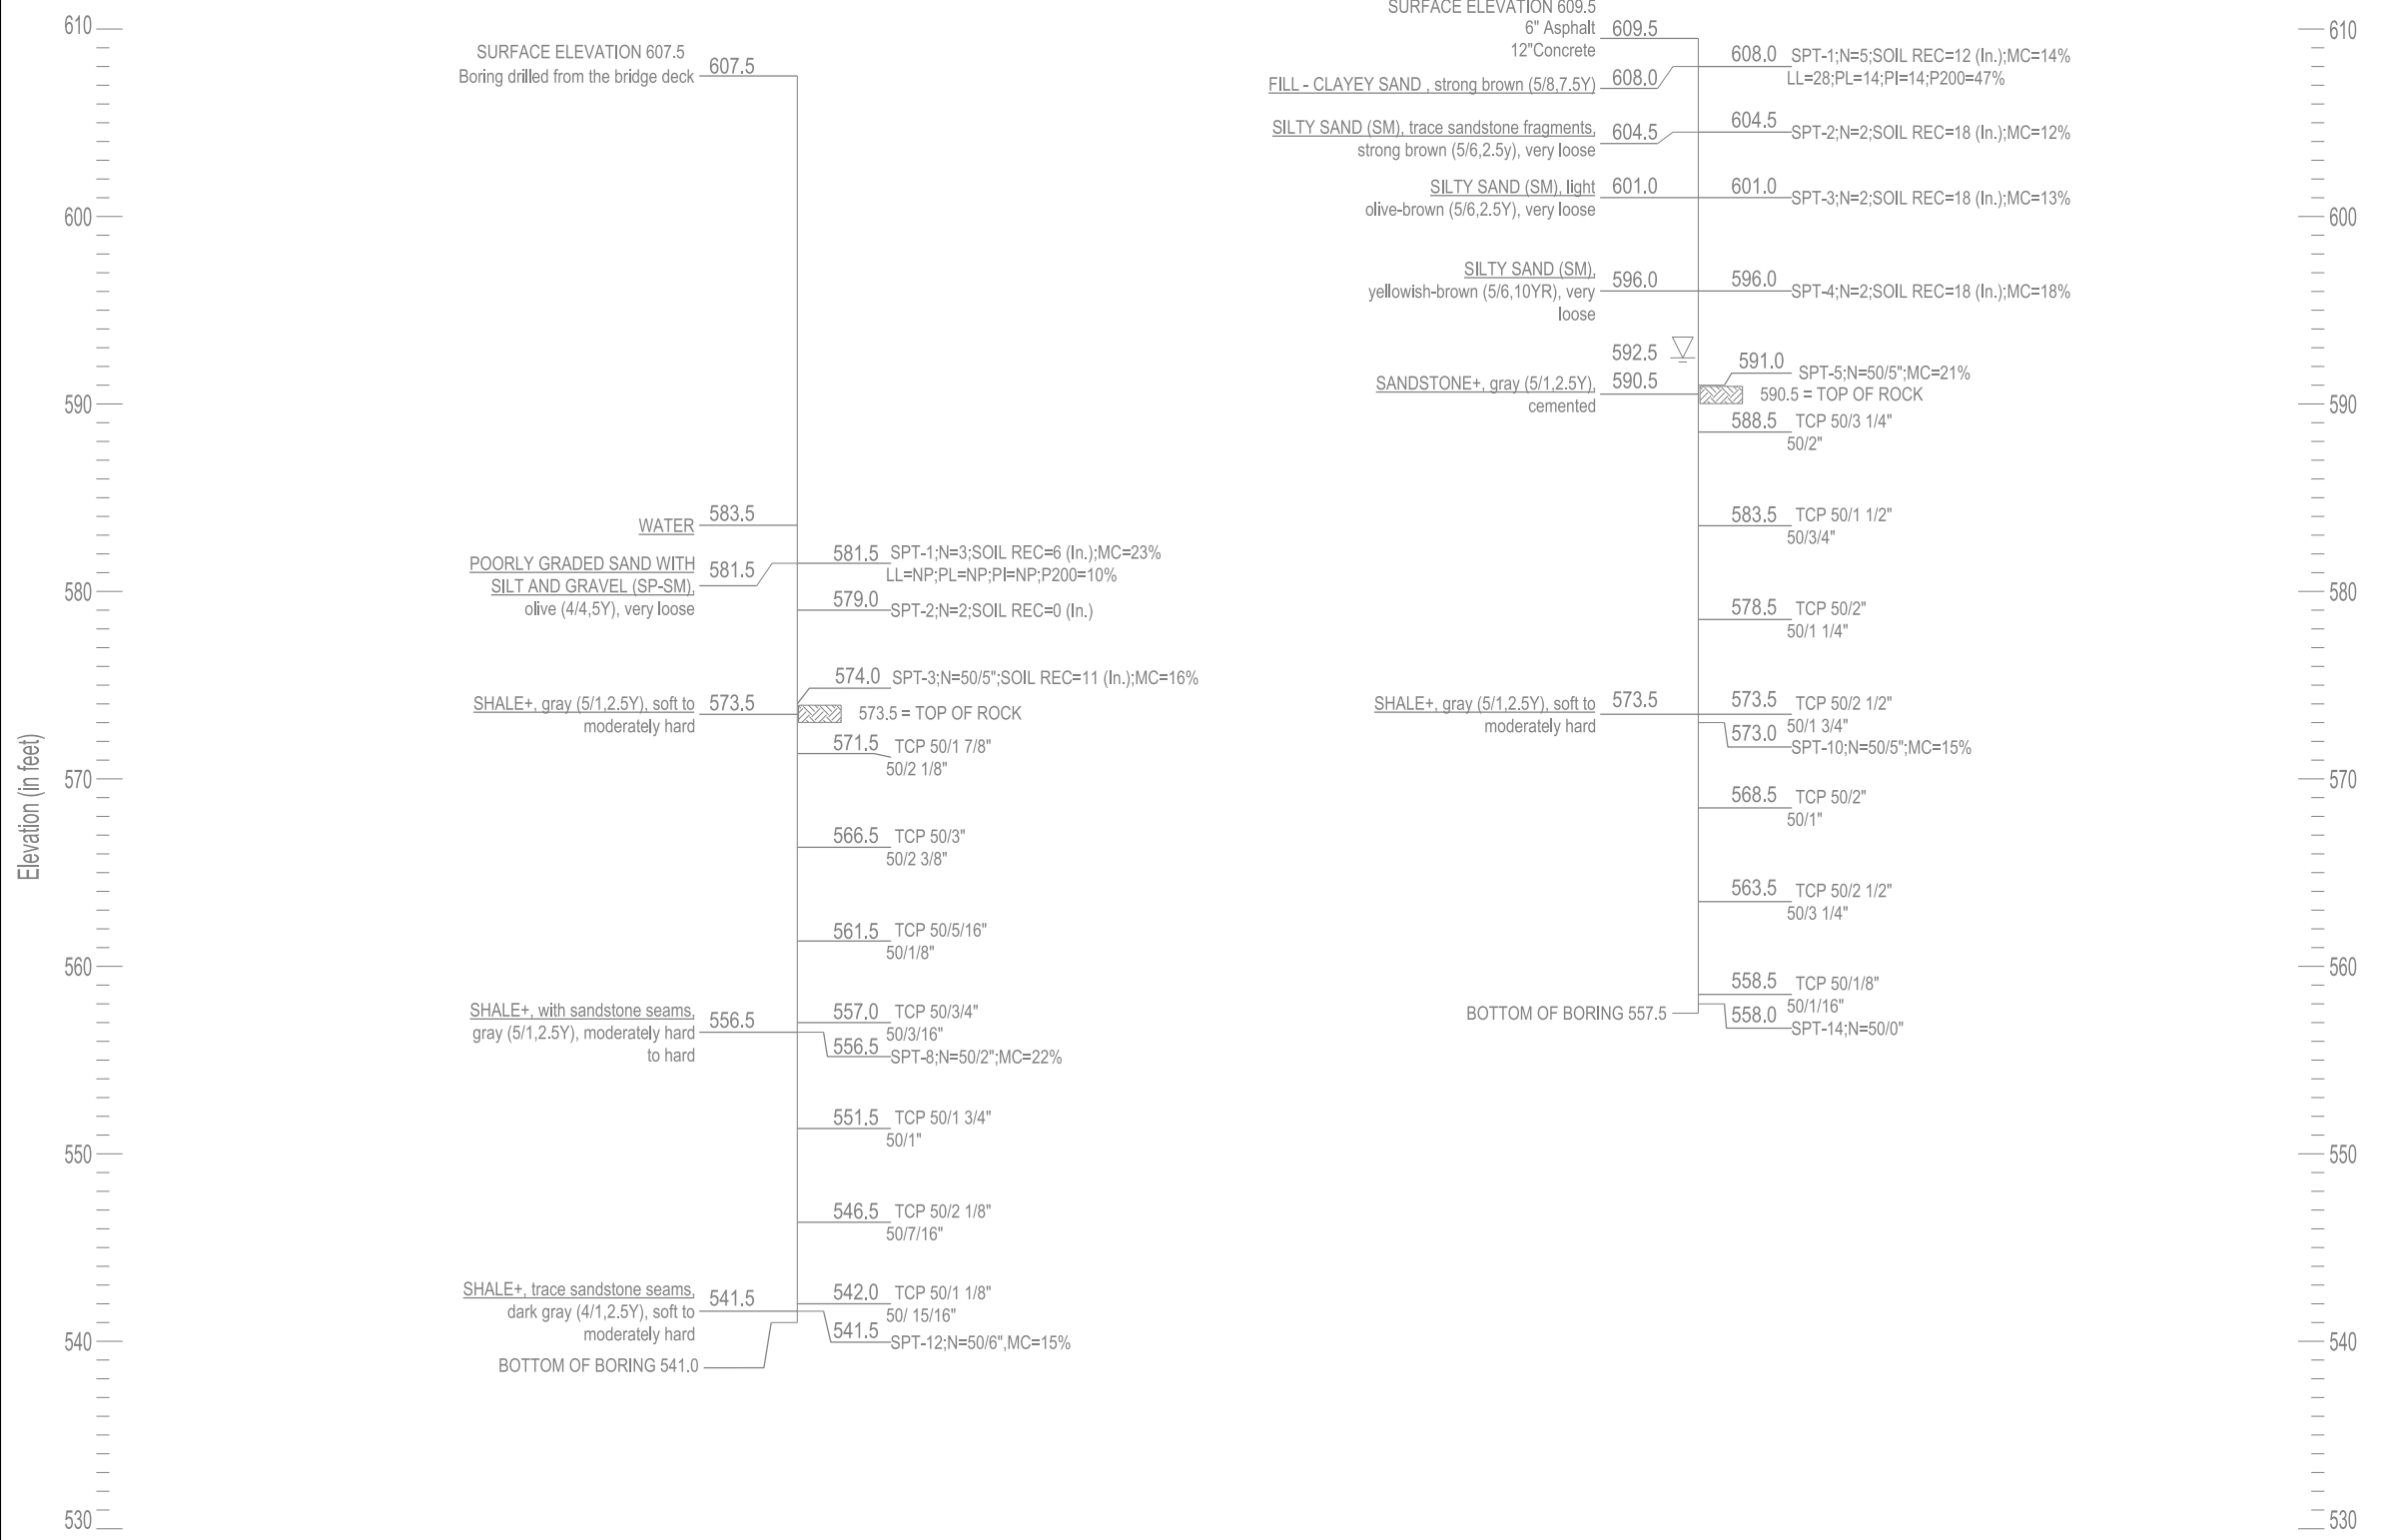 Elevation (in feet)
610
600
590
580
570
560
550
540
530
SURFACE ELEVATION 607.5
Boring drilled from the bridge deck 607.5
WATER 583.5
POORLY GRADED SAND WITH
SILT AND GRAVEL (SP-SM), 581.5
olive (4/4,5Y), very loose
581.5 SPT-1;N=3;SOIL REC=6 (In.);MC=23%
LL=NP;PL=NP;PI=NP;P200=10%
579.0 SPT-2;N=2;SOIL REC=0 (In.)
574.0 SPT-3;N=50/5";SOIL REC=11 (In.);MC=16%
SHALE+, gray (5/1,2.5Y), soft to 573.5
moderately hard
573.5 = TOP OF ROCK
571.5 TCP 50/1 7/8"
50/2 1/8"
566.5 TCP 50/3"
50/2 3/8"
561.5 TCP 50/5/16"
50/1/8"
SHALE+, with sandstone seams,
gray (5/1,2.5Y), moderately hard 556.5
to hard
557.0 TCP 50/3/4"
50/3/16"
556.5 SPT-8;N=50/2";MC=22%
551.5 TCP 50/1 3/4"
50/1"
546.5 TCP 50/2 1/8"
50/7/16"
SHALE+, trace sandstone seams,
dark gray (4/1,2.5Y), soft to 541.5
moderately hard
542.0 TCP 50/1 1/8"
50/ 15/16"
541.5 SPT-12;N=50/6",MC=15%
BOTTOM OF BORING 541.0
SURFACE ELEVATION 609.5
6" Asphalt 609.5
12"Concrete
608.0 SPT-1;N=5;SOIL REC=12 (In.);MC=14%
LL=28;PL=14;PI=14;P200=47%
FILL - CLAYEY SAND , strong brown (5/8,7.5Y) 608.0
SILTY SAND (SM), trace sandstone fragments, 604.5
strong brown (5/6,2.5y), very loose
604.5 SPT-2;N=2;SOIL REC=18 (In.);MC=12%
SILTY SAND (SM), light 601.0
olive-brown (5/6,2.5Y), very loose
601.0 SPT-3;N=2;SOIL REC=18 (In.);MC=13%
SILTY SAND (SM),
yellowish-brown (5/6,10YR), very 596.0
loose
596.0 SPT-4;N=2;SOIL REC=18 (In.);MC=18%
592.5
SANDSTONE+, gray (5/1,2.5Y), 590.5
cemented
591.0 SPT-5;N=50/5";MC=21%
590.5 = TOP OF ROCK
588.5 TCP 50/3 1/4"
50/2"
583.5 TCP 50/1 1/2"
50/3/4"
578.5 TCP 50/2"
50/1 1/4"
SHALE+, gray (5/1,2.5Y), soft to 573.5
moderately hard
573.5 TCP 50/2 1/2"
50/1 3/4"
573.0 SPT-10;N=50/5";MC=15%
568.5 TCP 50/2"
50/1"
563.5 TCP 50/2 1/2"
50/3 1/4"
558.5 TCP 50/1/8"
50/1/16"
BOTTOM OF BORING 557.5
558.0 SPT-14;N=50/0"
610
600
590
580
570
560
550
540
530